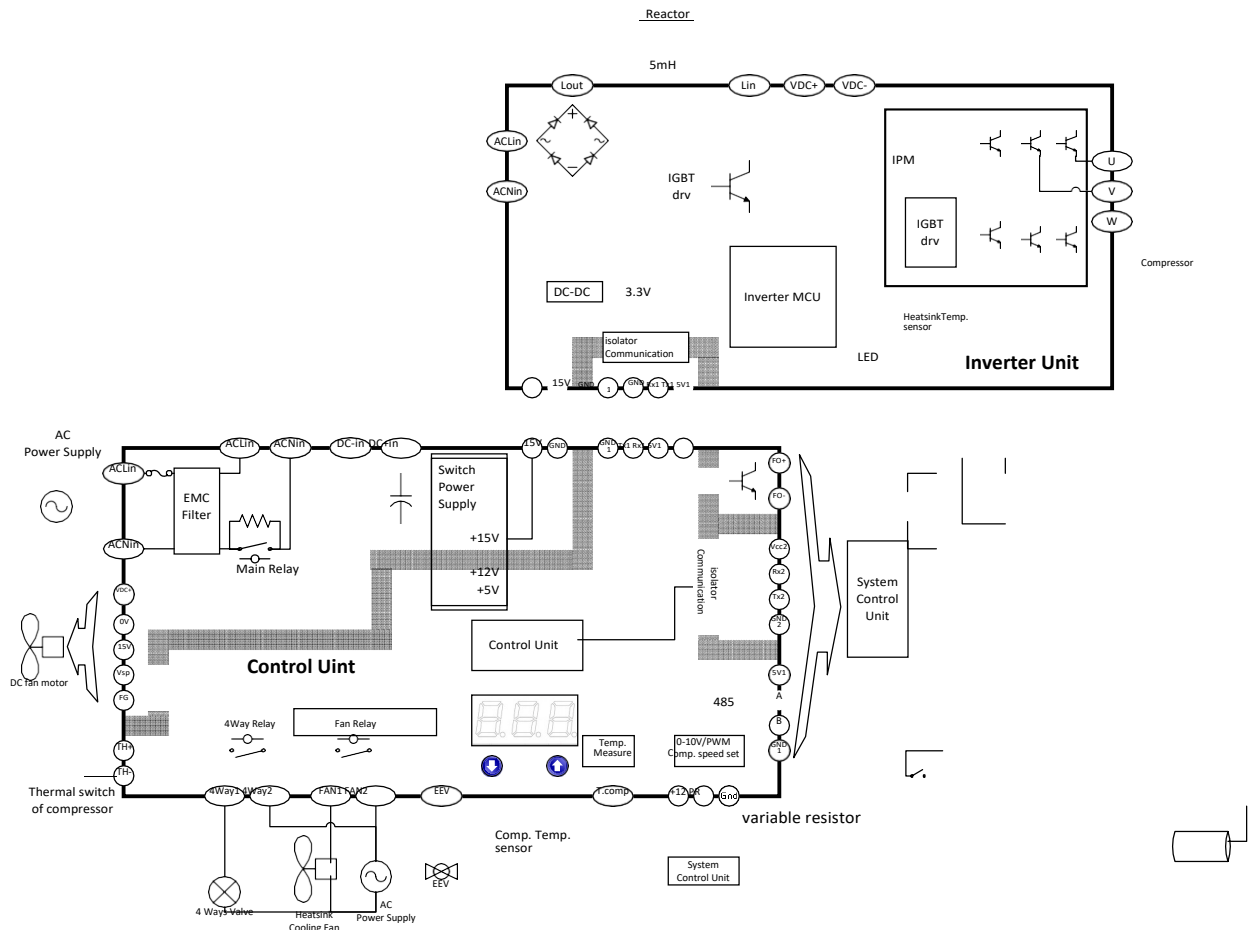 Reactor
5mH
Lout
Lin
VDC+
VDC-
ACLin
ACNin
IPM
U
V
W
IGBT
drv
IGBT
drv
Compressor
DC-DC
3.3V
Inverter MCU
HeatsinkTemp.
sensor
isolator
Communication
LED
Inverter Unit
15V
GND
GND
1
Rx1
Tx1
5V1
AC
Power Supply
ACLin
ACNin
DC-in
DC+in
15V
GND
GND
1
Tx1
Rx1
5V1
ACLin
EMC
Filter
ACNin
Main Relay
Switch
Power
Supply
+15V
+12V
+5V
FO+
FO-
Vcc2
Rx2
Tx2
GND
2
5V1
A
B
GND
1
isolator
Communication
System
Control
Unit
VDC+
0V
15V
Vsp
FG
TH+
TH-
DC fan motor
Control Uint
Control Unit
485
4Way Relay
Fan Relay
Temp.
Measure
0-10V/PWM
Comp. speed set
Thermal switch
of compressor
4Way1
4Way2
FAN1
FAN2
EEV
T.comp
+12
PR
Gnd
variable resistor
Comp. Temp.
sensor
System
Control Unit
EEV
4 Ways Valve
Heatsink
Cooling Fan
AC
Power Supply